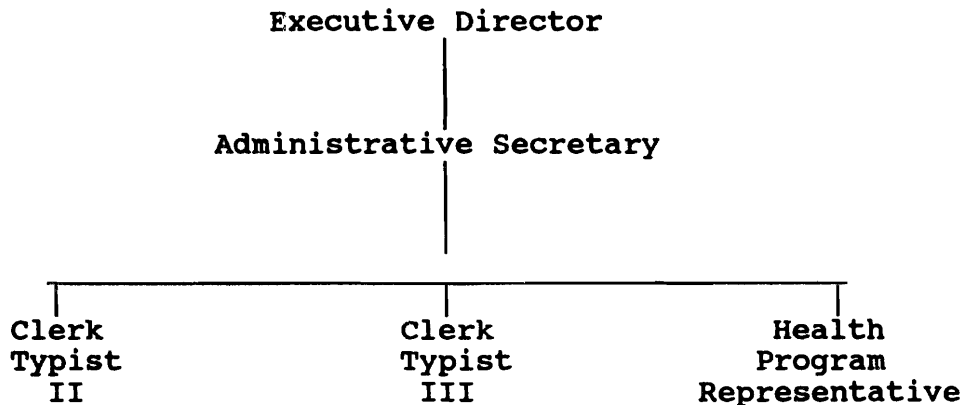 Executive Director
Administrative Secretary
Clerk Typist II
Clerk Typist III
Health Program Representative